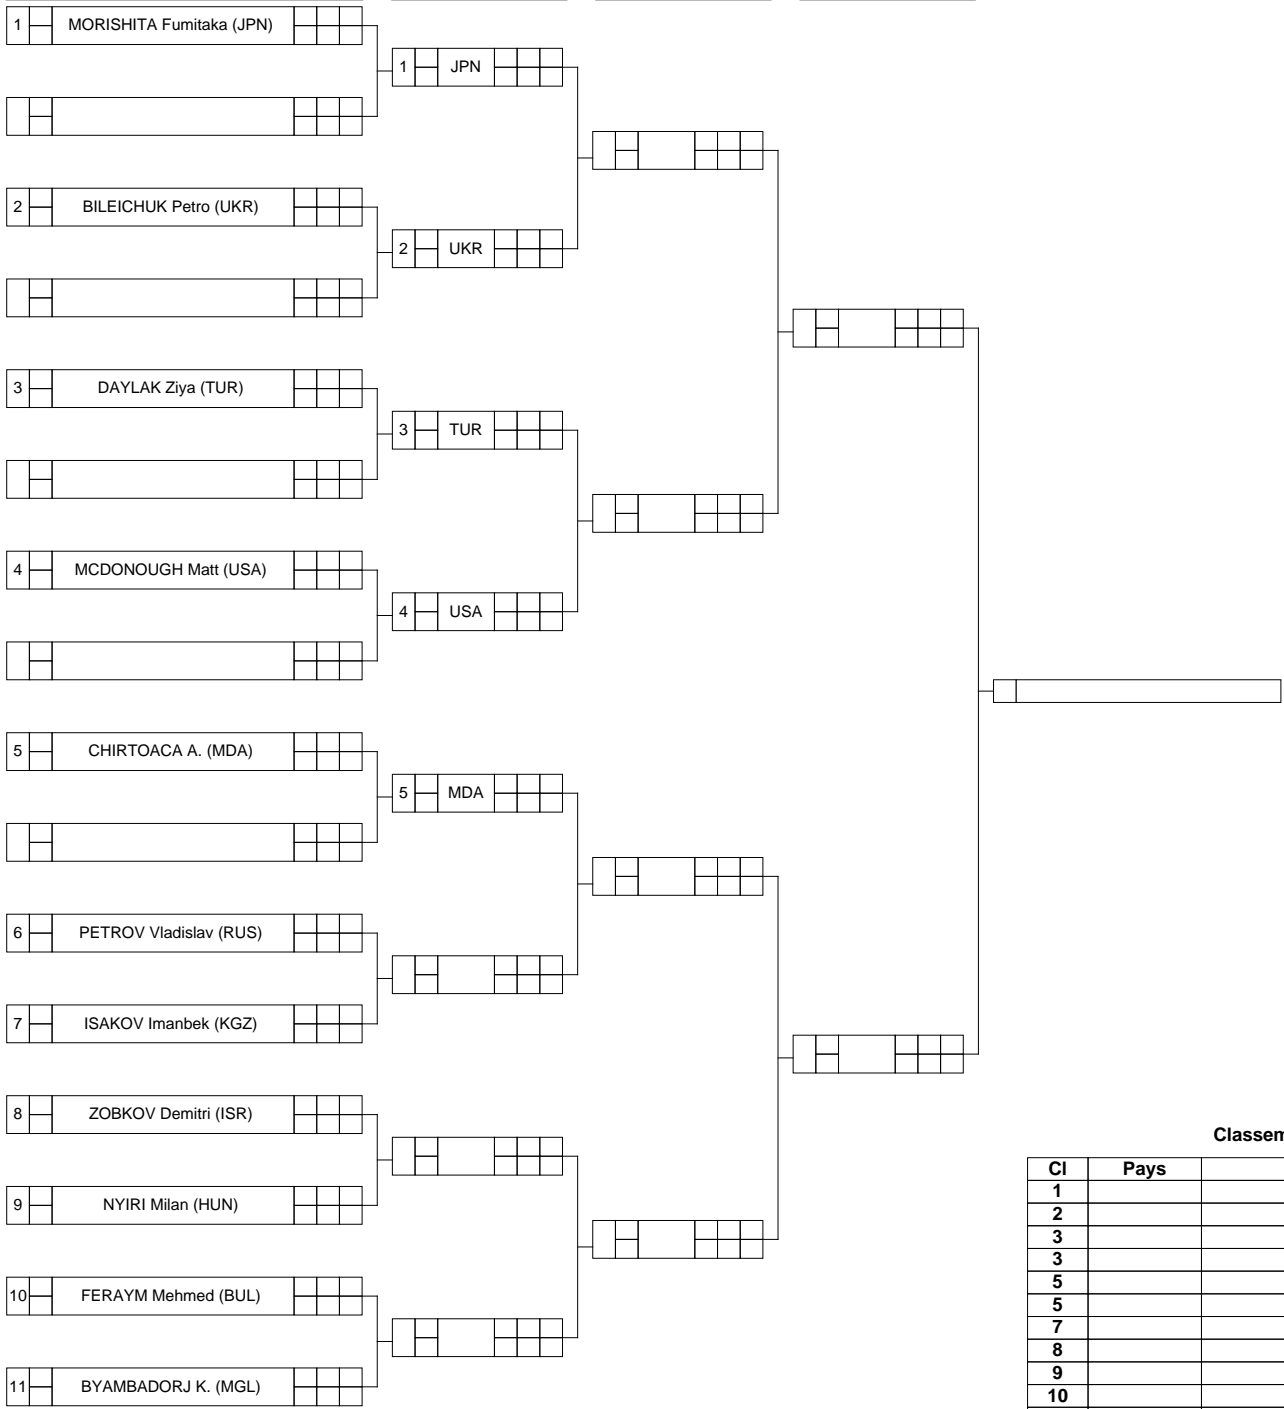 1 MORISHITA Fumitaka (JPN)
1 JPN
2 BILEICHUK Petro (UKR)
2 UKR
3 DAYLAK Ziya (TUR)
3 TUR
4 MCDONOUGH Matt (USA)
4 USA
5 CHIRTOACA A. (MDA)
5 MDA
6 PETROV Vladislav (RUS)
7 ISAKOV Imanbek (KGZ)
8 ZOBKOV Demitri (ISR)
9 NYIRI Milan (HUN)
10 FERAYM Mehmed (BUL)
11 BYAMBADORJ K. (MGL)
Classem
Cl Pays
1
2
3
3
5
5
7
8
9
10